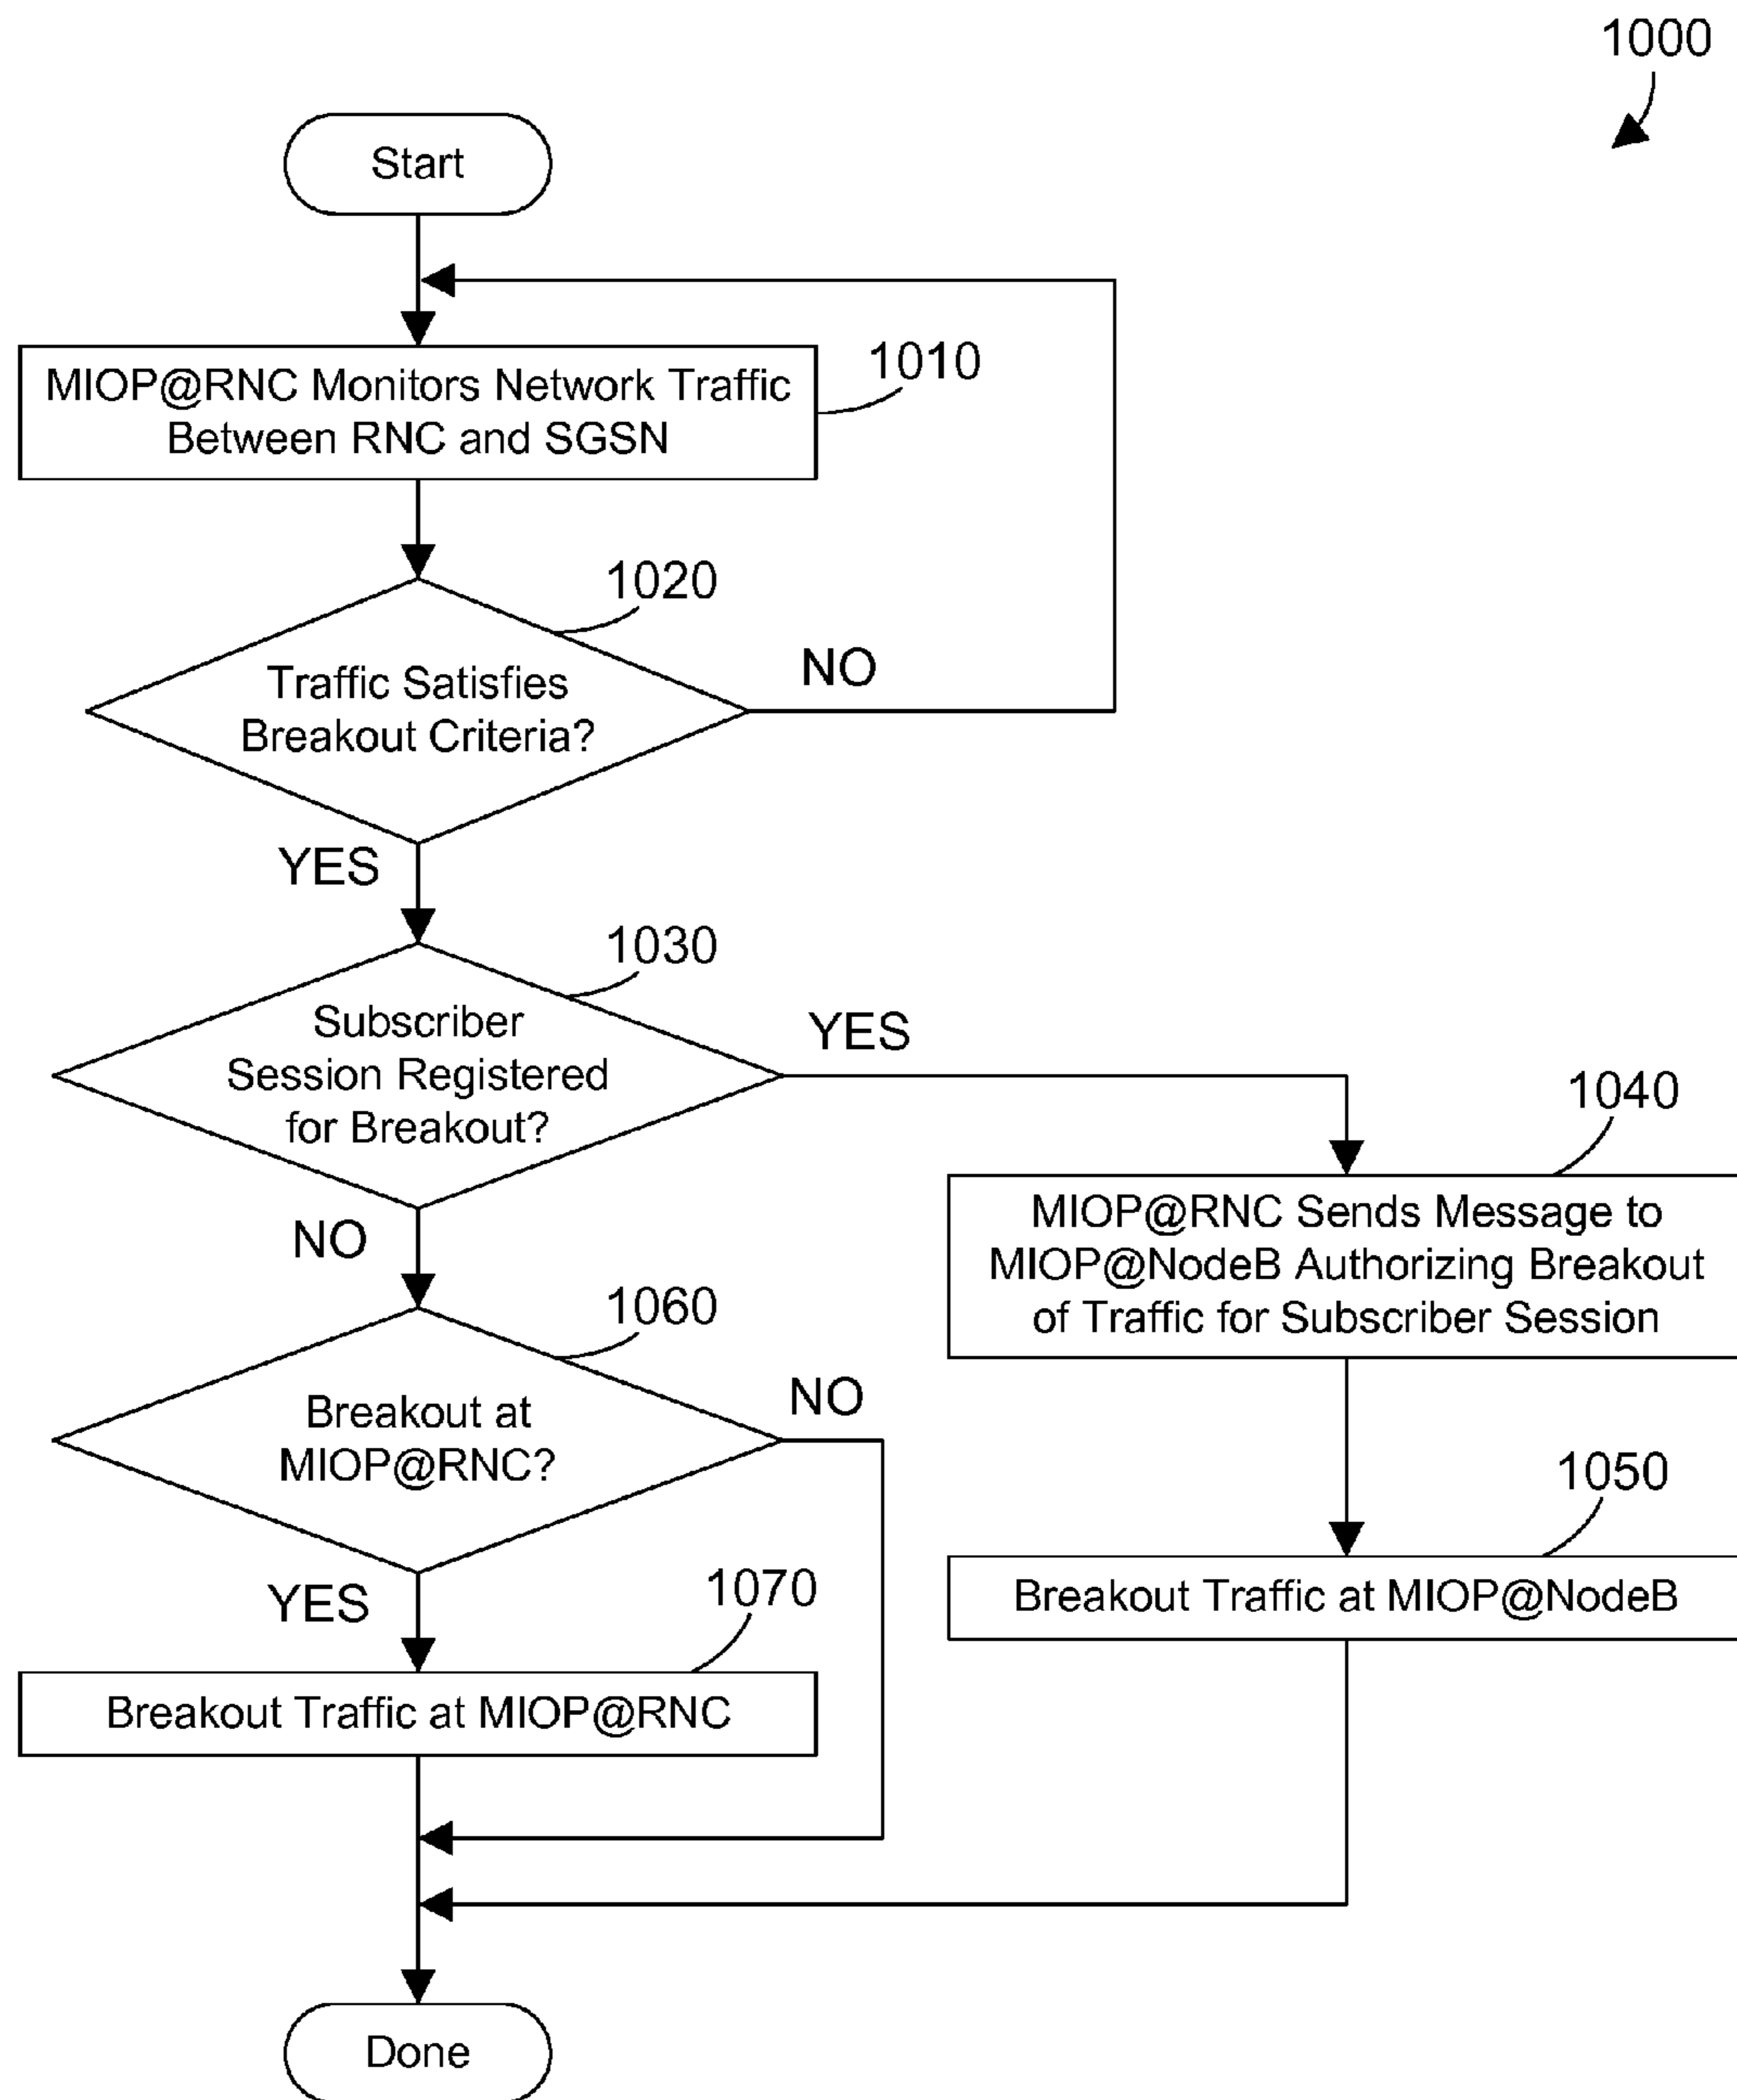 1000
Start
MIOP@RNC Monitors Network Traffic
Between RNC and SGSN
1010
1020
Traffic Satisfies
Breakout Criteria?
NO
YES
1030
Subscriber
Session Registered
for Breakout?
YES
NO
1040
MIOP@RNC Sends Message to
MIOP@NodeB Authorizing Breakout
of Traffic for Subscriber Session
1060
Breakout at
MIOP@RNC?
NO
YES
1050
Breakout Traffic at MIOP@NodeB
1070
Breakout Traffic at MIOP@RNC
Done